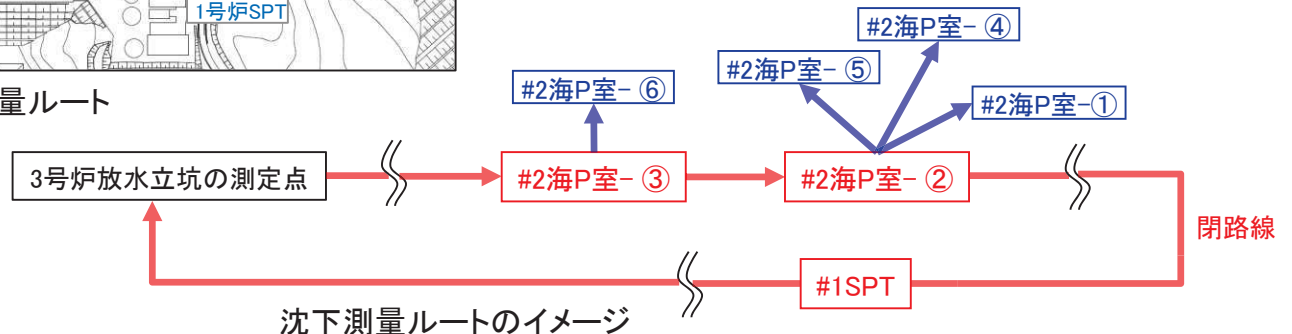 1号炉SPT
量ルート
#2海P室- ④
#2海P室- ⑤
#2海P室- ⑥
#2海P室-①
3号炉放水立坑の測定点
#2海P室- ③
#2海P室- ②
閉路線
#1SPT
沈下測量ルートのイメージ